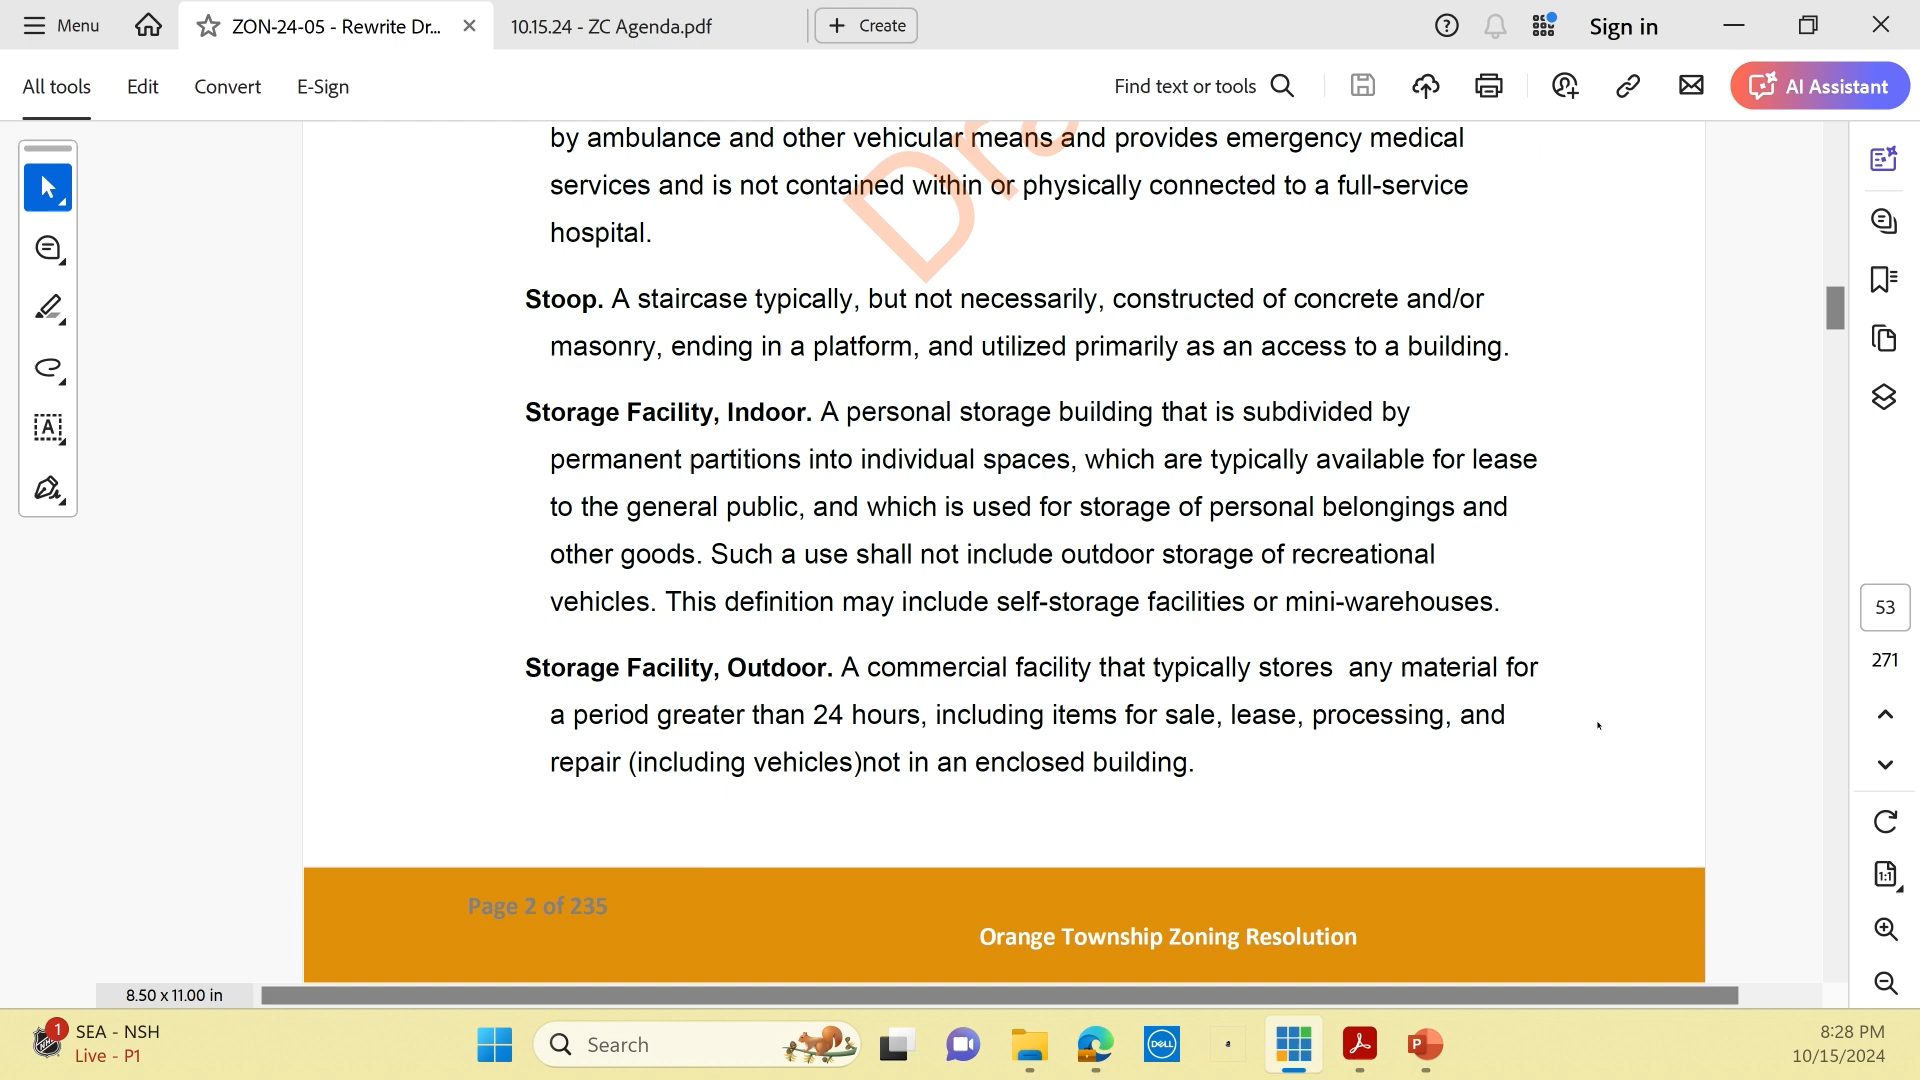 Menu
ZON-24-05 - Rewrite Dr...
10.15.24 - ZC Agenda.pdf
Create
Sign in
All tools
Edit
Convert
E-Sign
Find text or tools
AI Assistant
by ambulance and other vehicular means and provides emergency medical
services and is not contained within or physically connected to a full-service
hospital.
Dra
Stoop. A staircase typically, but not necessarily, constructed of concrete and/or
masonry, ending in a platform, and utilized primarily as an access to a building.
Storage Facility, Indoor. A personal storage building that is subdivided by
permanent partitions into individual spaces, which are typically available for lease
to the general public, and which is used for storage of personal belongings and
other goods. Such a use shall not include outdoor storage of recreational
vehicles. This definition may include self-storage facilities or mini-warehouses.
Storage Facility, Outdoor. A commercial facility that typically stores  any material for
a period greater than 24 hours, including items for sale, lease, processing, and
repair (including vehicles)not in an enclosed building.
53
271
1:1
Page 2 of 235
Orange Township Zoning Resolution
8.50 x 11.00 in
1
SEA - NSH
Live - P1
Search
DELL
a
P
8:28 PM
10/15/2024